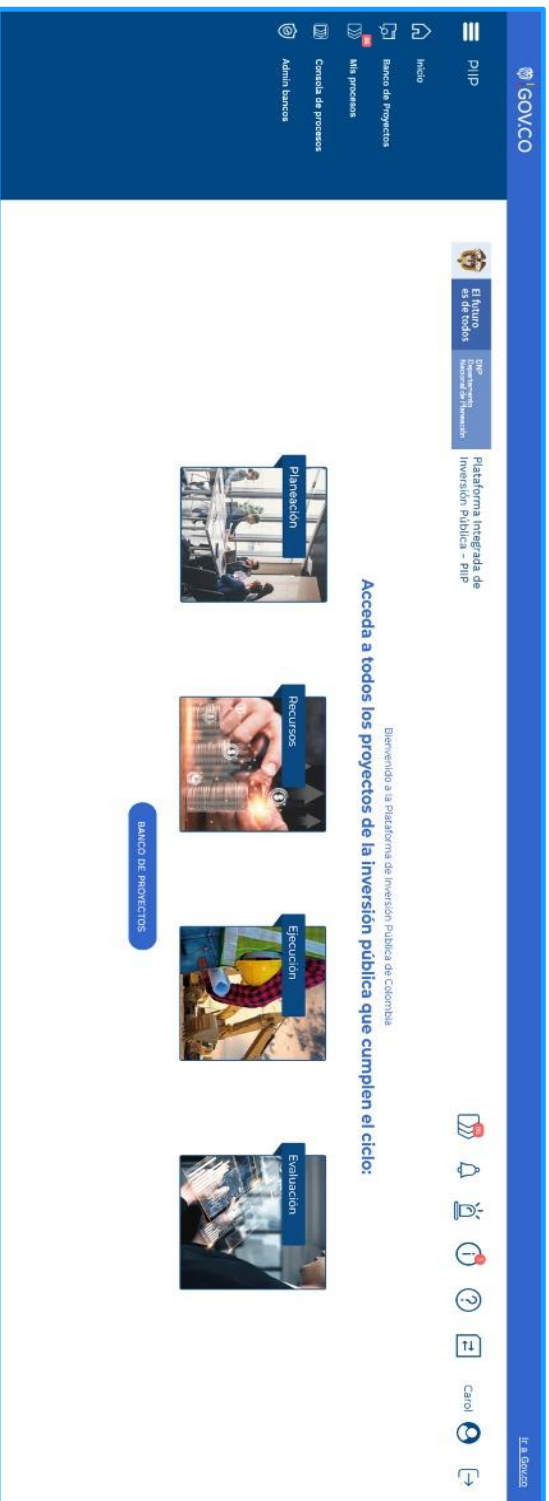 GOV.CO
Ir a Gov.co
PIIP
Inicio
Banco de Proyectos
Mis procesos
Consola de procesos
Admin bancos
El futuro
es de todos
DNP
Departamento
Nacional de Planeación
Plataforma Integrada de
Inversión Pública - PIIP
Carol
Bienvenido a la Plataforma de Inversión Pública de Colombia
Acceda a todos los proyectos de la inversión pública que cumplen el ciclo:
Planeación
Recursos
Ejecución
Evaluación
BANCO DE PROYECTOS